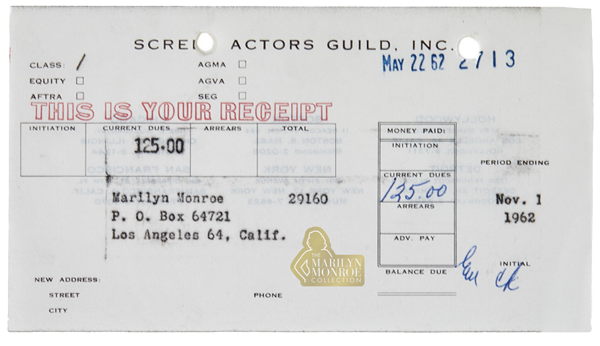 SCREE ACTORS GUILD, INC.
MAY 22 62 2713
CLASS: / AGMA
EQUITY AGVA
AFTRA SEG
THIS IS YOUR RECEIPT
INITIATION CURRENT DUES ARREARS TOTAL
125.00
MONEY PAID:
INITIATION
CURRENT DUES
125.00
ARREARS
ADV. PAY
BALANCE DUE
PERIOD ENDING
Nov. 1
1962
INITIAL
Marilyn Monroe 29160
P. O. Box 64721
Los Angeles 64, Calif.
THE
MARILYN
MONROE
COLLECTION
NEW ADDRESS:
STREET PHONE
CITY